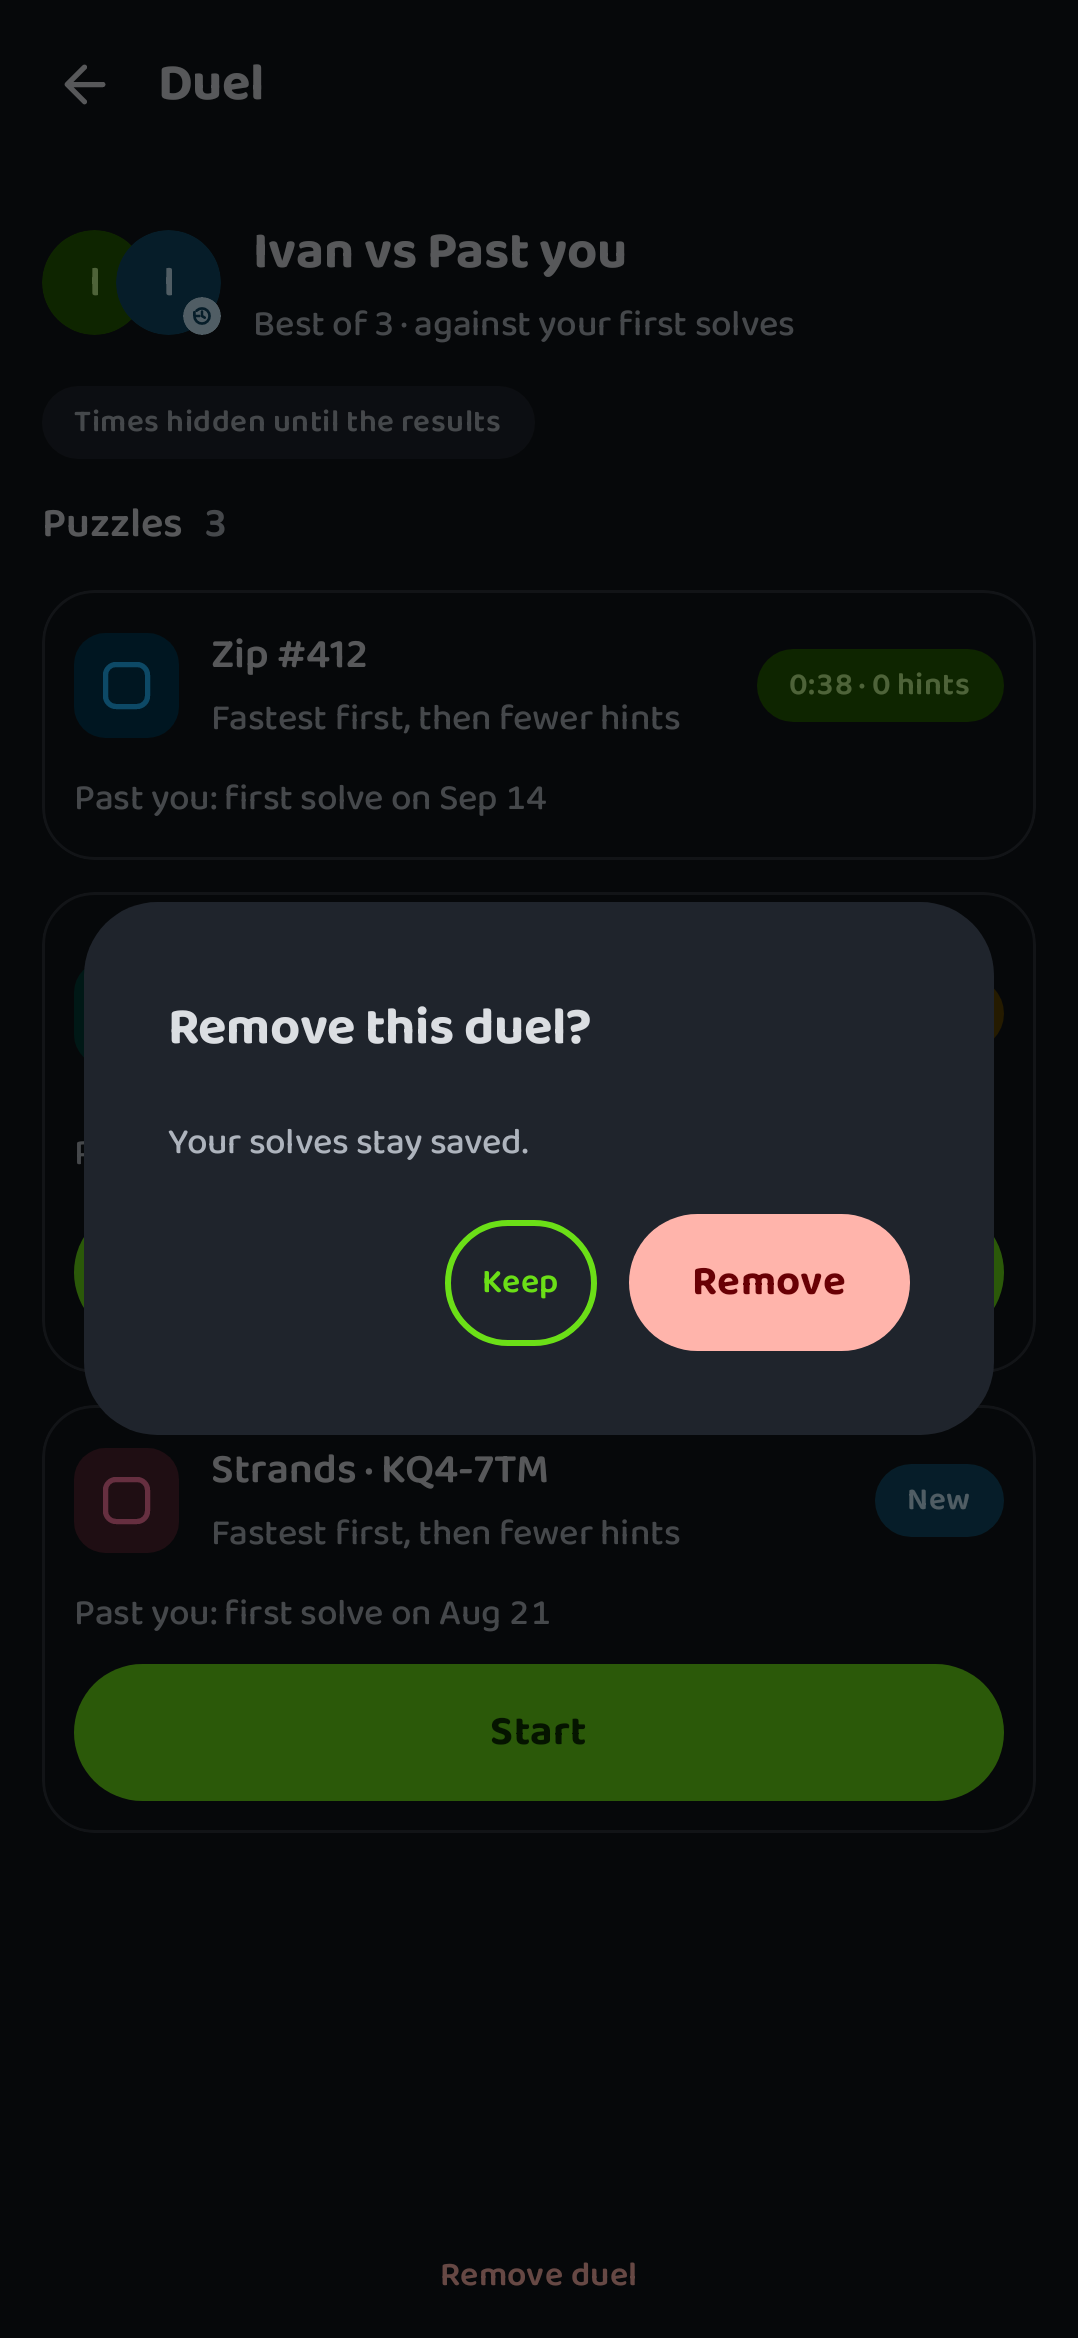 Duel
I I
Ivan vs Past you
Best of 3 · against your first solves
Times hidden until the results
Puzzles 3
Zip #412
Fastest first, then fewer hints
0:38 · 0 hints
Past you: first solve on Sep 14
Remove this duel?
Your solves stay saved.
Keep
Remove
Strands · KQ4-7TM
Fastest first, then fewer hints
New
Past you: first solve on Aug 21
Start
Remove duel